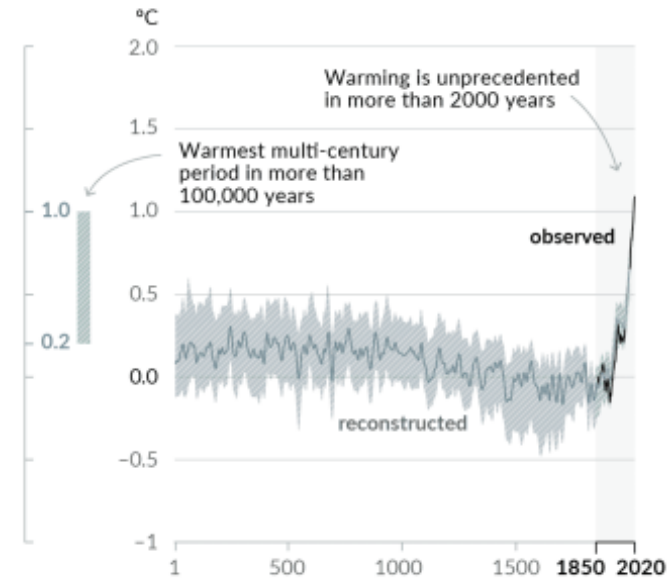 °C
2.0
Warming is unprecedented
in more than 2000 years
1.5
Warmest multi-century
period in more than
100,000 years
1.0
1.0
observed
0.5
0.2
0.0
reconstructed
−0.5
−1
1
500
1000
1500
1850
2020